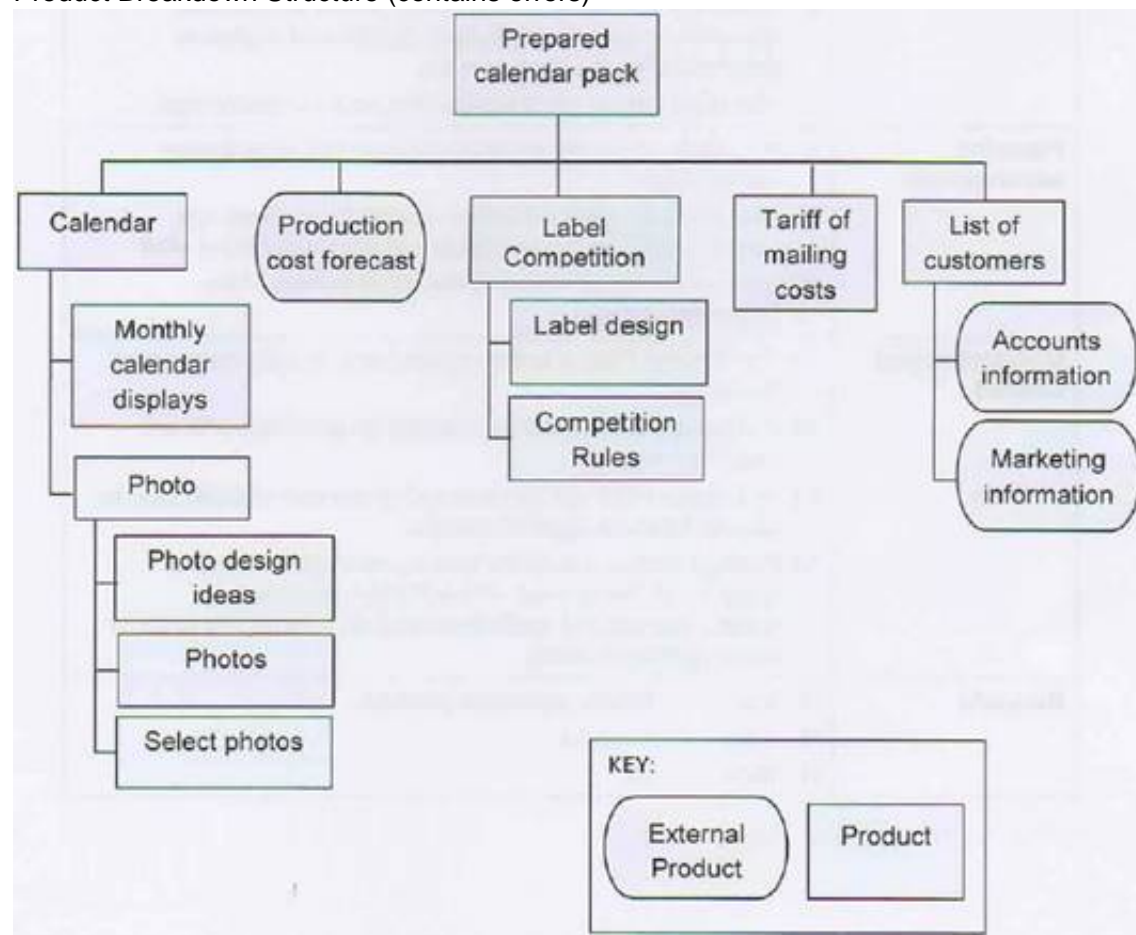 Product Breakdown Structure (contains errors)
Prepared
calendar pack
Calendar
Production
cost forecast
Label
Competition
Tariff of
mailing
costs
List of
customers
Monthly
calendar
displays
Label design
Accounts
information
Competition
Rules
Marketing
information
Photo
Photo design
ideas
Photos
Select photos
KEY:
External
Product
Product